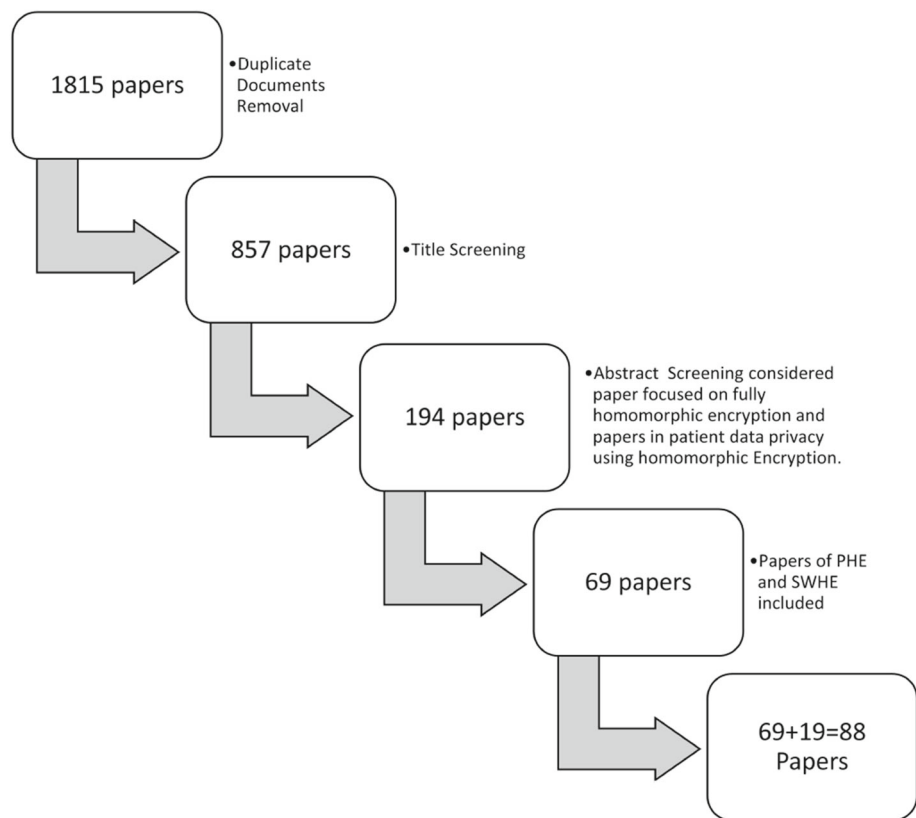 1815 papers
•Duplicate
Documents
Removal
857 papers
•Title Screening
194 papers
•Abstract Screening considered
paper focused on fully
homomorphic encryption and
papers in patient data privacy
using homomorphic Encryption.
69 papers
•Papers of PHE
and SWHE
included
69+19=88
Papers